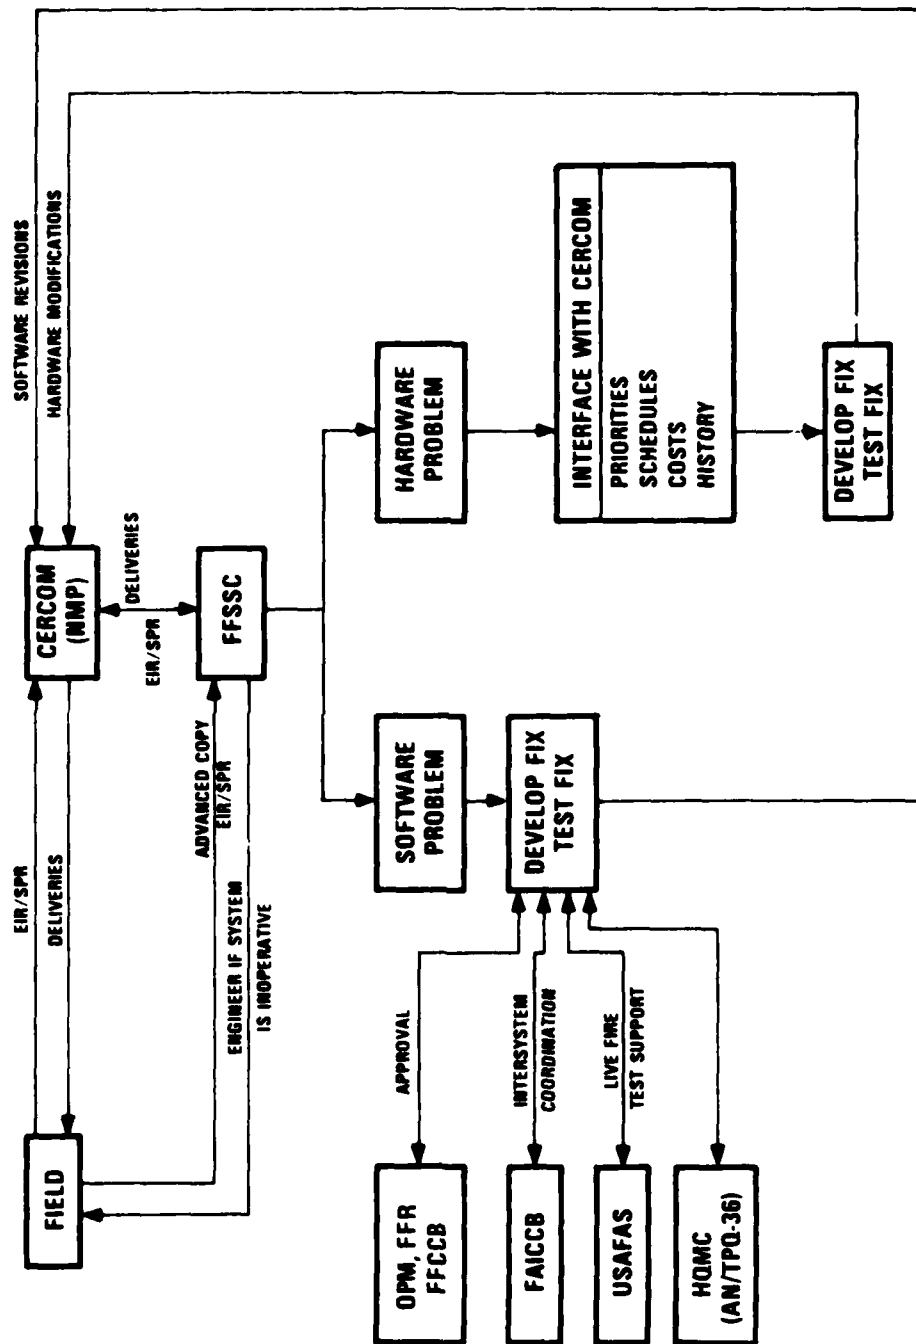 FIELD
EIR/SPR
DELIVERIES
CERCOM
(NMP)
SOFTWARE REVISIONS
HARDWARE MODIFICATIONS
EIR/SPR
DELIVERIES
ADVANCED COPY
EIR/SPR
ENGINEER IF SYSTEM
IS INOPERATIVE
FFSSC
SOFTWARE
PROBLEM
HARDWARE
PROBLEM
OPM, FFR
FFCCB
APPROVAL
DEVELOP FIX
TEST FIX
INTERFACE WITH CERCOM
PRIORITIES
SCHEDULES
COSTS
HISTORY
FAICCB
INTERSYSTEM
COORDINATION
USAFAS
LIVE FIRE
TEST SUPPORT
HQMC
(AN/TPQ-36)
DEVELOP FIX
TEST FIX